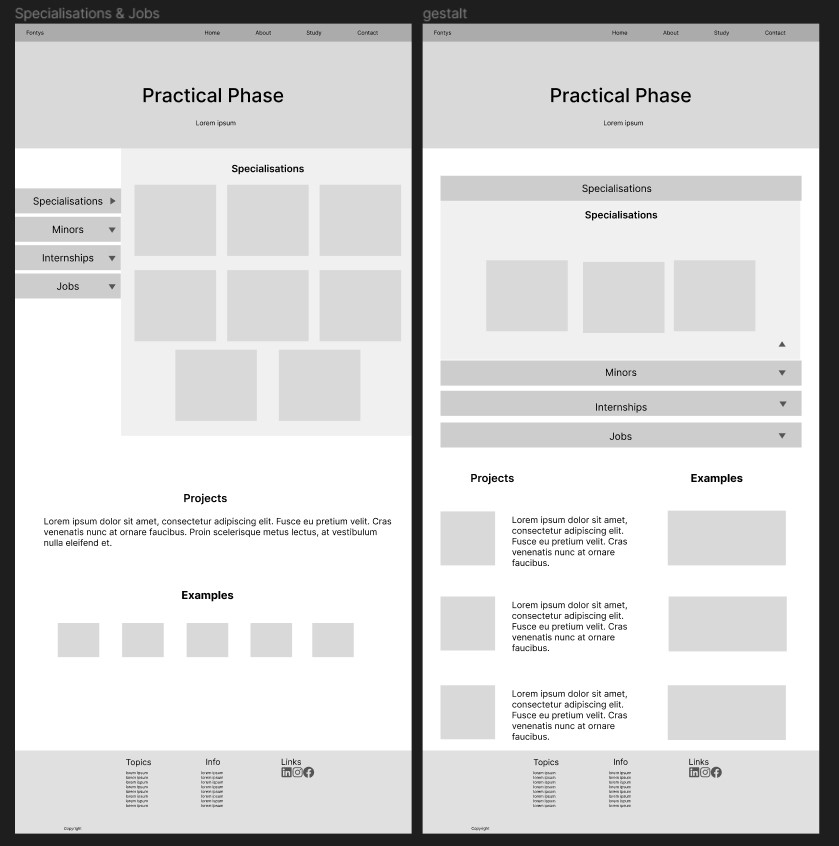 Specialisations & Jobs
Fontys
Home
About
Study
Contact
Practical Phase
Lorem ipsum
Specialisations
Minors
Internships
Jobs
Specialisations
Projects
Lorem ipsum dolor sit amet, consectetur adipiscing elit. Fusce eu pretium velit. Cras
venenatis nunc at ornare faucibus. Proin scelerisque metus lectus, at vestibulum
nulla eleifend et.
Examples
Topics
lorem ipsum
lorem ipsum
lorem ipsum
lorem ipsum
lorem ipsum
lorem ipsum
lorem ipsum
lorem ipsum
Info
lorem ipsum
lorem ipsum
lorem ipsum
lorem ipsum
lorem ipsum
lorem ipsum
lorem ipsum
lorem ipsum
Links
in
Copyright
gestalt
Fontys
Home
About
Study
Contact
Practical Phase
Lorem ipsum
Specialisations
Specialisations
Minors
Internships
Jobs
Projects
Examples
Lorem ipsum dolor sit amet,
consectetur adipiscing elit.
Fusce eu pretium velit. Cras
venenatis nunc at ornare
faucibus.
Lorem ipsum dolor sit amet,
consectetur adipiscing elit.
Fusce eu pretium velit. Cras
venenatis nunc at ornare
faucibus.
Lorem ipsum dolor sit amet,
consectetur adipiscing elit.
Fusce eu pretium velit. Cras
venenatis nunc at ornare
faucibus.
Topics
lorem ipsum
lorem ipsum
lorem ipsum
lorem ipsum
lorem ipsum
lorem ipsum
lorem ipsum
lorem ipsum
Info
lorem ipsum
lorem ipsum
lorem ipsum
lorem ipsum
lorem ipsum
lorem ipsum
lorem ipsum
lorem ipsum
Links
in
Copyright